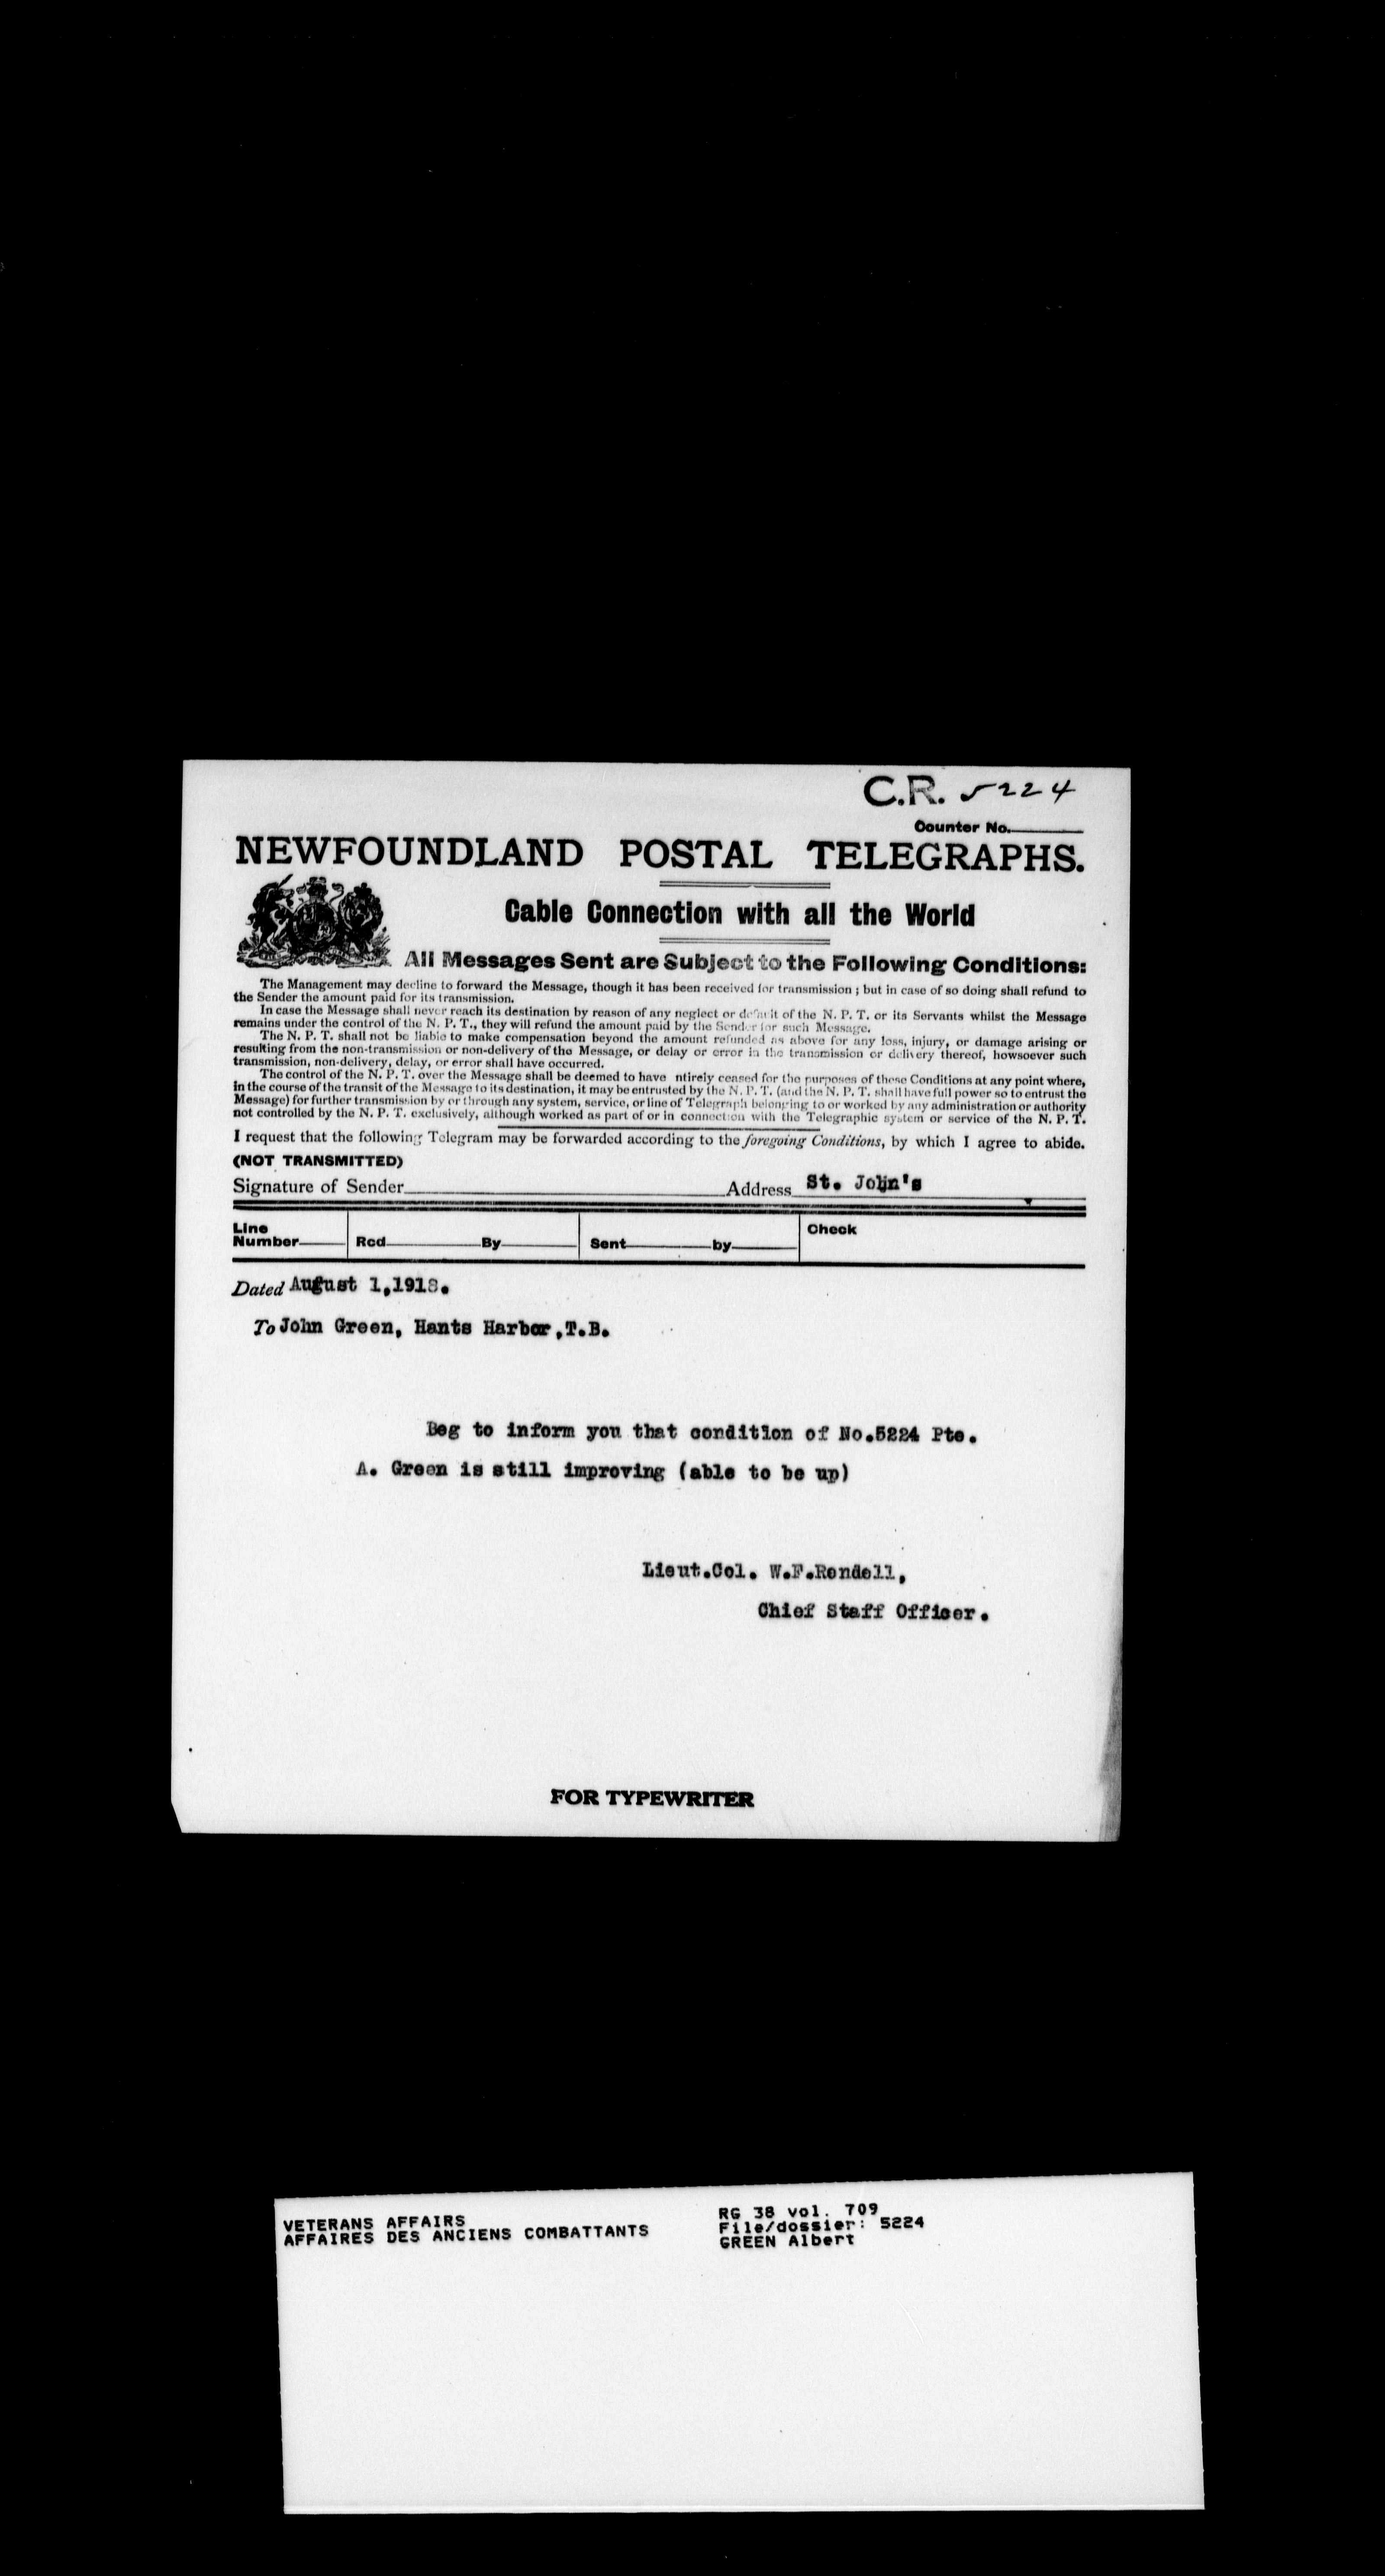 C.R. 5224
Counter No.
NEWFOUNDLAND POSTAL TELEGRAPHS.
Cable Connection with all the World
All Messages Sent are Subject to the Following Conditions:
The Management may decline to forward the Message, though it has been received for transmission ; but in case of so doing shall refund to
the Sender the amount paid for its transmission.
In case the Message shall never reach its destination by reason of any neglect or default of the N. P. T. or its Servants whilst the Message
remains under the control of the N. P. T., they will refund the amount paid by the Sender for such Message.
The N. P. T. shall not be liable to make compensation beyond the amount refunded as above for any loss, injury, or damage arising or
resulting from the non-transmission or non-delivery of the Message, or delay or error in the transmission or delivery thereof, howsoever such
transmission, non-delivery, delay, or error shall have occurred.
The control of the N. P. T. over the Message shall be deemed to have ntirely ceased for the purposes of these Conditions at any point where,
in the course of the transit of the Message to its destination, it may be entrusted by the N. P. T. (and the N. P. T. shall have full power so to entrust the
Message) for further transmission by or through any system, service, or line of Telegraph belonging to or worked by any administration or authority
not controlled by the N. P. T. exclusively, although worked as part of or in connection with the Telegraphic system or service of the N. P. T.
I request that the following Telegram may be forwarded according to the foregoing Conditions, by which I agree to abide.
(NOT TRANSMITTED)
Signature of Sender Address St. John's
Line Number Rcd By Sent by Check
Dated August 1,1918.
To John Green, Hants Harbor,T.B.
Beg to inform you that condition of No.5224 Pte.
A. Green is still improving (able to be up)
Lieut.Col. W.F.Rendell,
Chief Staff Officer.
FOR TYPEWRITER
VETERANS AFFAIRS
AFFAIRES DES ANCIENS COMBATTANTS
RG 38 vol. 709
File/dossier: 5224
GREEN Albert